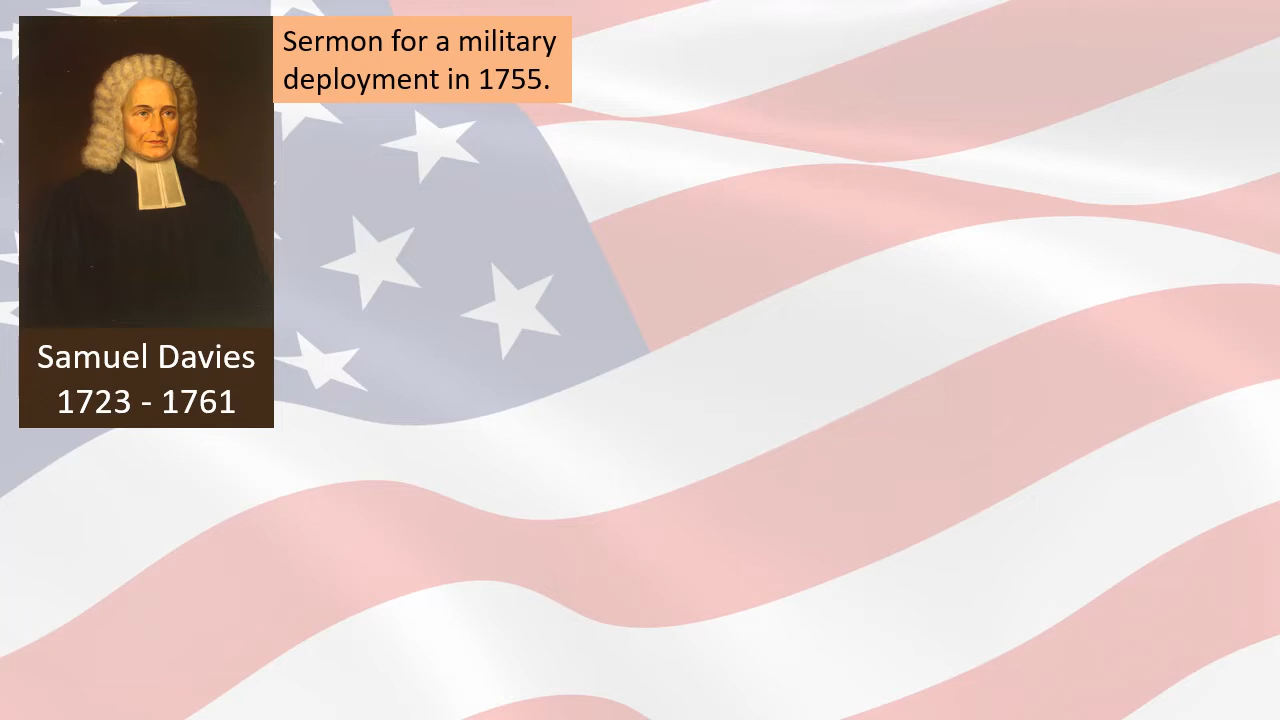 Sermon for a military
deployment in 1755.
Samuel Davies
1723 - 1761